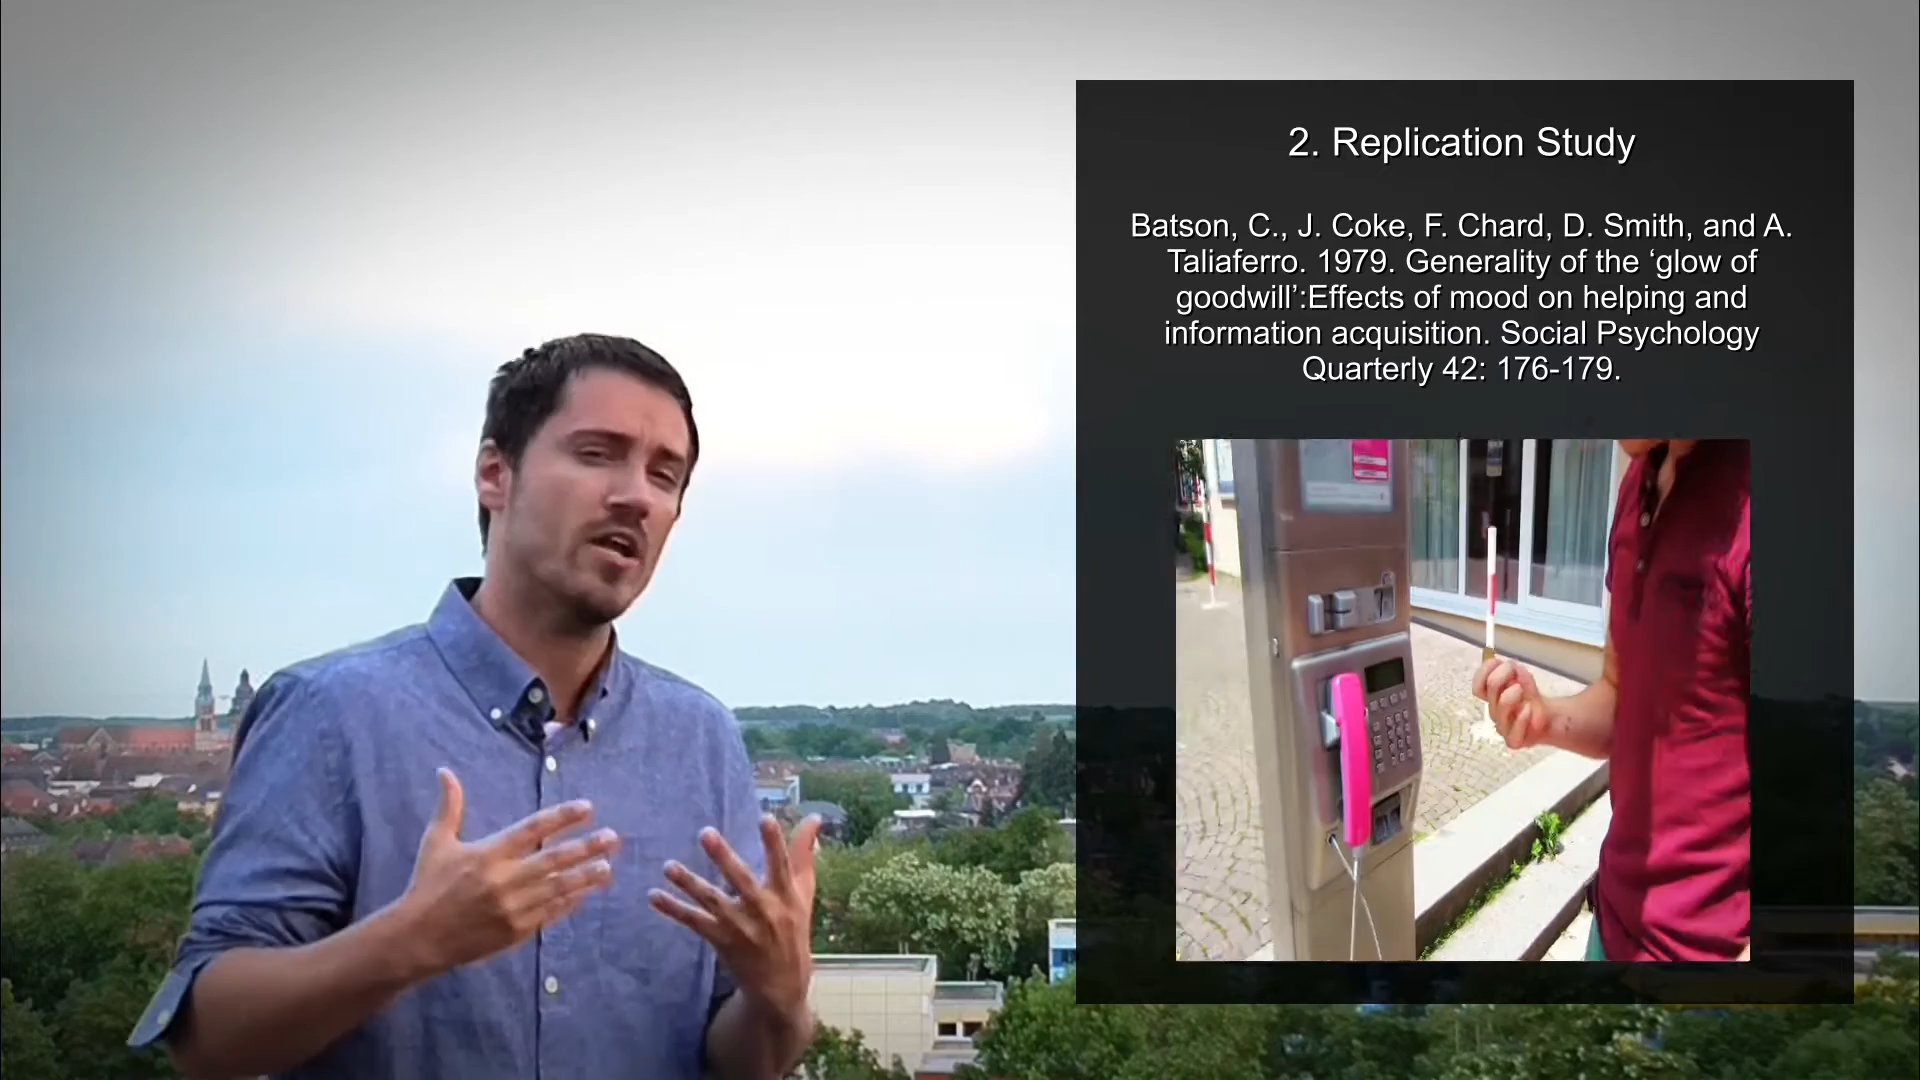 2. Replication Study
Batson, C., J. Coke, F. Chard, D. Smith, and A.
Taliaferro. 1979. Generality of the ‘glow of
goodwill’:Effects of mood on helping and
information acquisition. Social Psychology
Quarterly 42: 176-179.